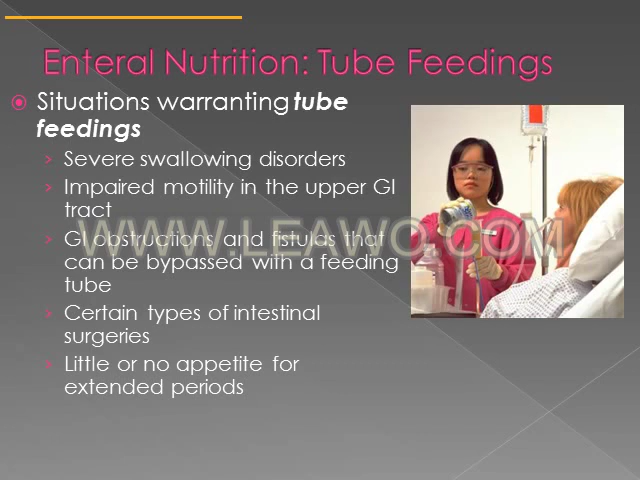 Enteral Nutrition: Tube Feedings
Situations warranting tube
feedings
Severe swallowing disorders
Impaired motility in the upper GI
tract
WWW.LEAWO.COM
GI obstructions and fistulas that
can be bypassed with a feeding
tube
Certain types of intestinal
surgeries
Little or no appetite for
extended periods